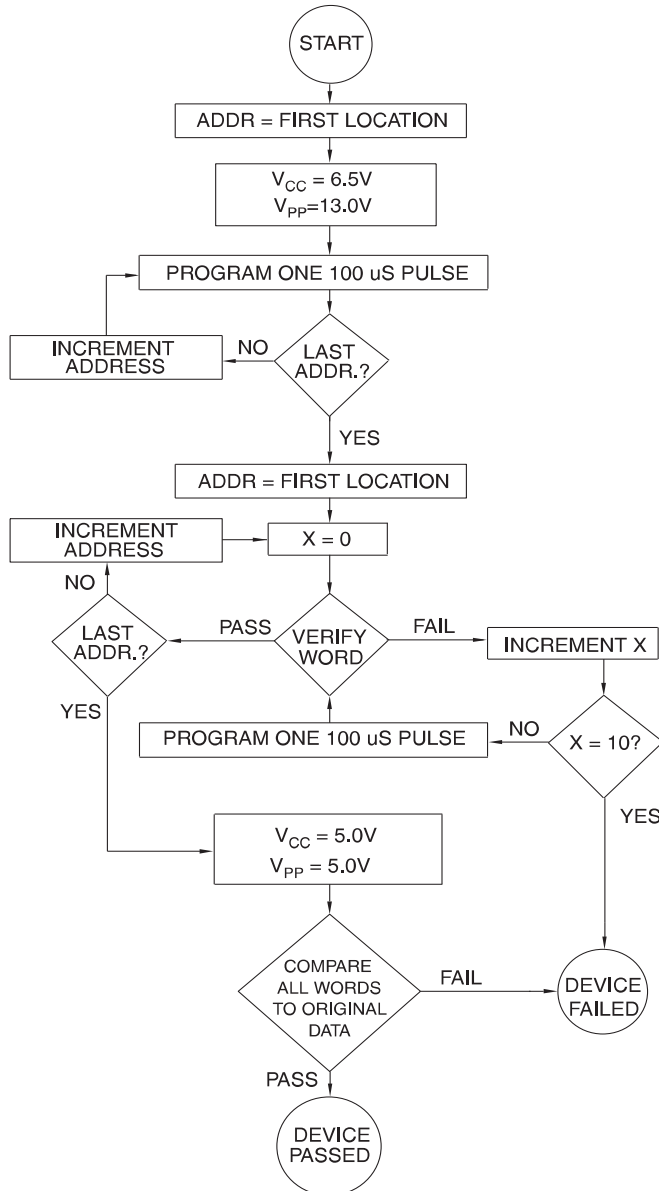 START
ADDR = FIRST LOCATION
VCC = 6.5V
VPP=13.0V
PROGRAM ONE 100 uS PULSE
INCREMENT
ADDRESS
NO
LAST
ADDR.?
YES
ADDR = FIRST LOCATION
INCREMENT
ADDRESS
X = 0
NO
LAST
ADDR.?
PASS
VERIFY
WORD
FAIL
INCREMENT X
YES
PROGRAM ONE 100 uS PULSE
NO
X = 10?
YES
VCC = 5.0V
VPP = 5.0V
COMPARE
ALL WORDS
TO ORIGINAL
DATA
FAIL
DEVICE
FAILED
PASS
DEVICE
PASSED